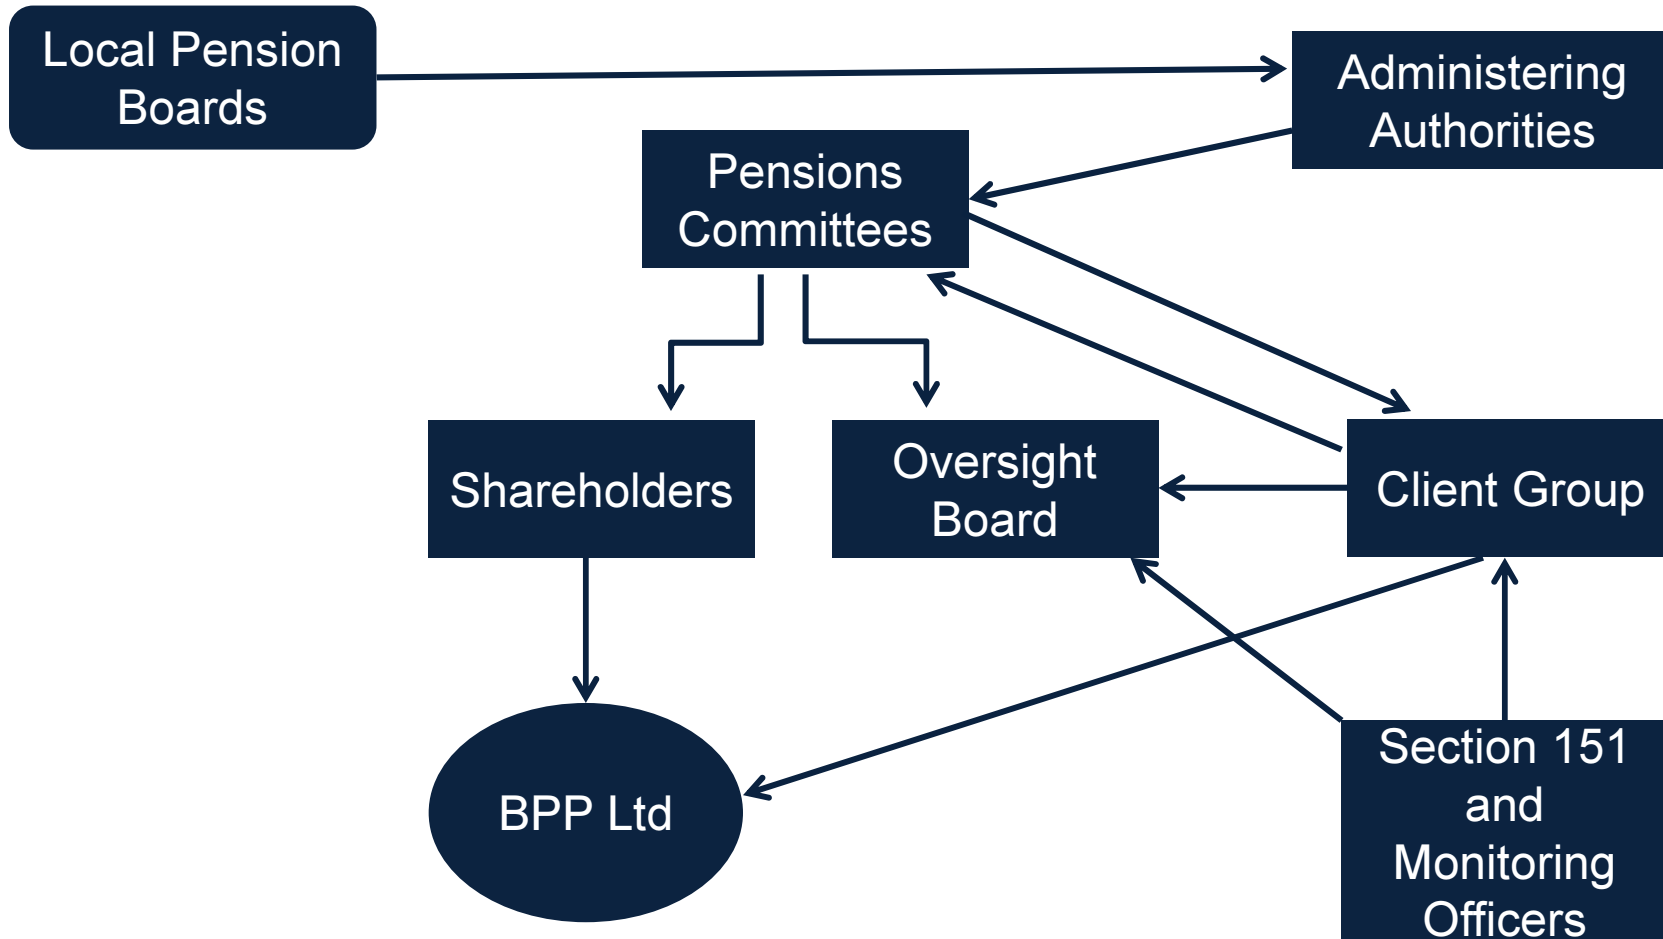 Local Pension
Boards
Administering
Authorities
Pensions
Committees
Shareholders
Oversight
Board
Client Group
BPP Ltd
Section 151
and
Monitoring
Officers